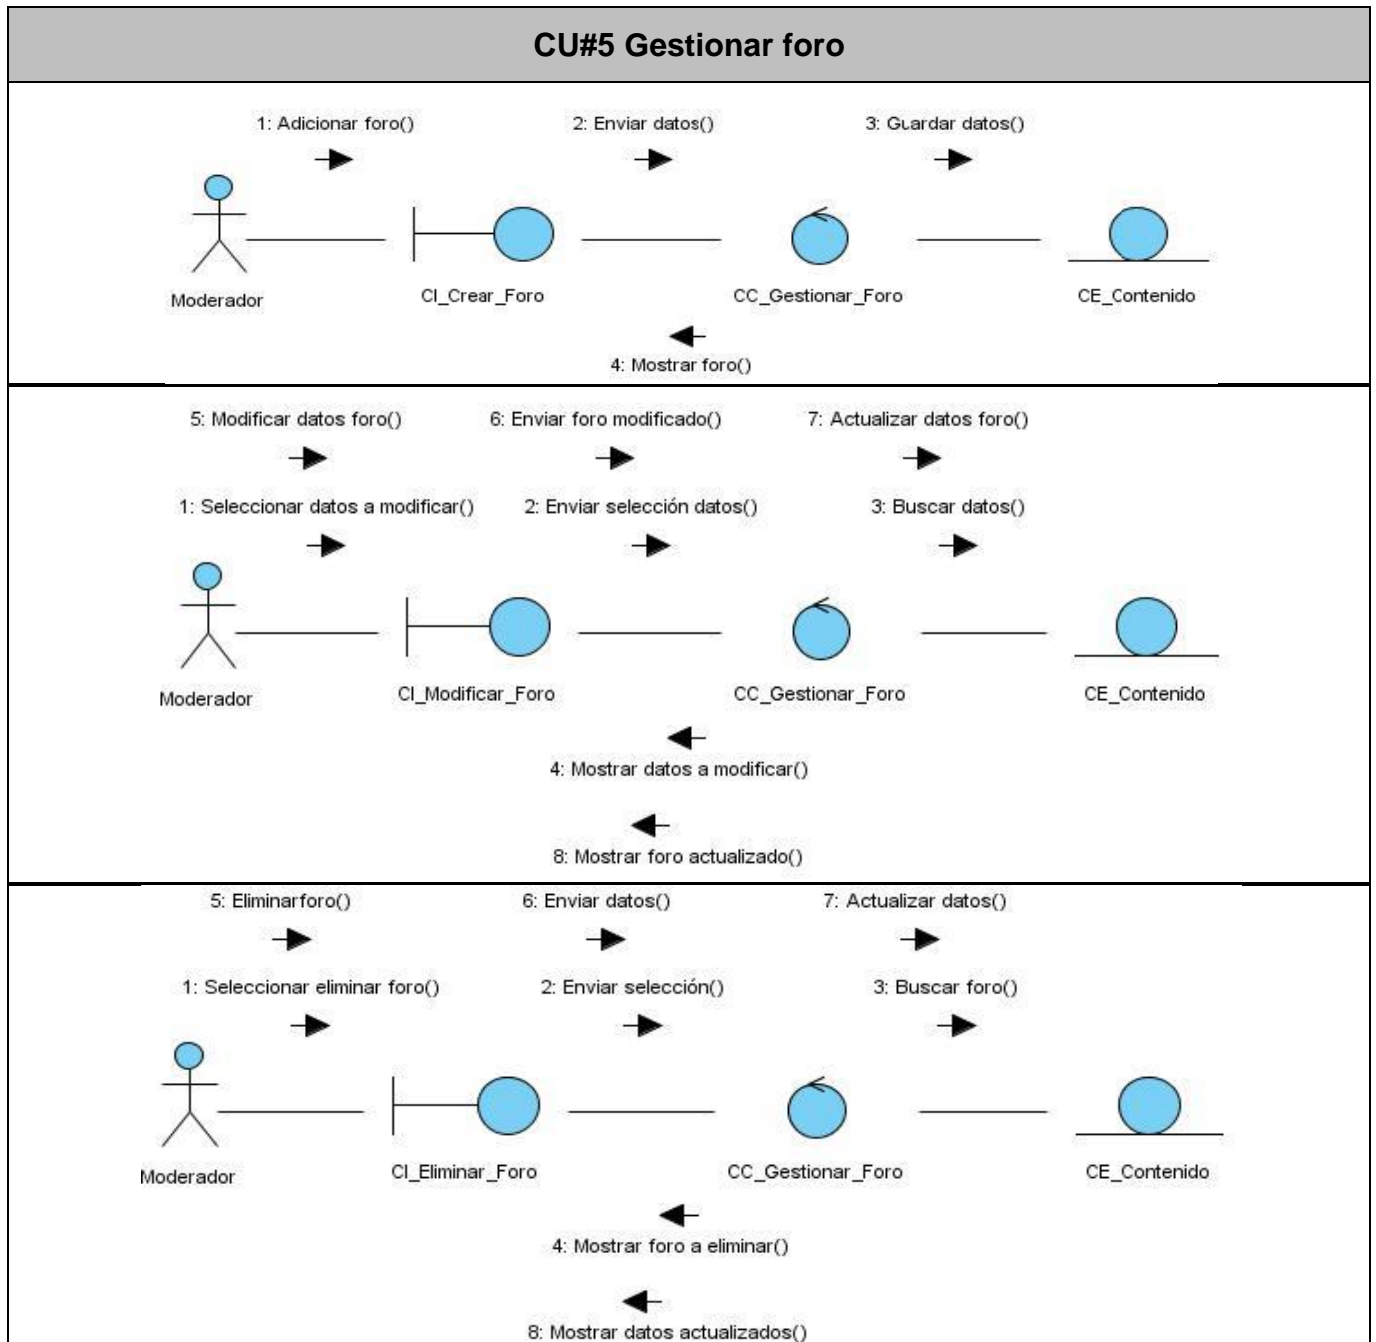 CU#5 Gestionar foro
1: Adicionar foro()
2: Enviar datos()
3: Guardar datos()
Moderador
CI_Crear_Foro
CC_Gestionar_Foro
CE_Contenido
4: Mostrar foro()
5: Modificar datos foro()
6: Enviar foro modificado()
7: Actualizar datos foro()
1: Seleccionar datos a modificar()
2: Enviar selección datos()
3: Buscar datos()
Moderador
CI_Modificar_Foro
CC_Gestionar_Foro
CE_Contenido
4: Mostrar datos a modificar()
8: Mostrar foro actualizado()
5: Eliminarforo()
6: Enviar datos()
7: Actualizar datos()
1: Seleccionar eliminar foro()
2: Enviar selección()
3: Buscar foro()
Moderador
CI_Eliminar_Foro
CC_Gestionar_Foro
CE_Contenido
4: Mostrar foro a eliminar()
8: Mostrar datos actualizados()